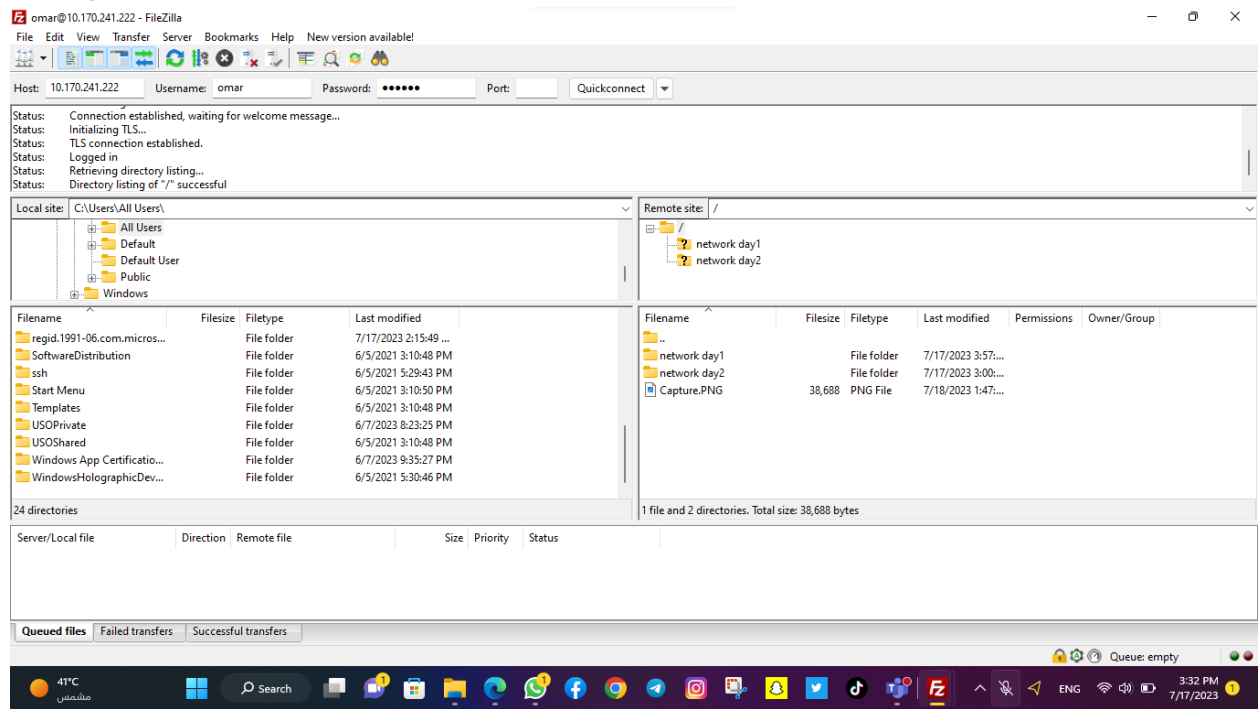 omar@10.170.241.222 - FileZilla
File Edit View Transfer Server Bookmarks Help New version available!
Host: 10.170.241.222 Username: omar Password: ●●●●●● Port: Quickconnect
Status: Connection established, waiting for welcome message...
Status: Initializing TLS...
Status: TLS connection established.
Status: Logged in
Status: Retrieving directory listing...
Status: Directory listing of "/" successful
Local site: C:\Users\All Users\
All Users
Default
Default User
Public
Windows
Remote site: /
/
network day1
network day2
Filename Filesize Filetype Last modified
regid.1991-06.com.micros... File folder 7/17/2023 2:15:49 ...
SoftwareDistribution File folder 6/5/2021 3:10:48 PM
ssh File folder 6/5/2021 5:29:43 PM
Start Menu File folder 6/5/2021 3:10:50 PM
Templates File folder 6/5/2021 3:10:48 PM
USOPrivate File folder 6/7/2023 8:23:25 PM
USOShared File folder 6/5/2021 3:10:48 PM
Windows App Certificatio... File folder 6/7/2023 9:35:27 PM
WindowsHolographicDev... File folder 6/5/2021 5:30:46 PM
24 directories
Filename Filesize Filetype Last modified Permissions Owner/Group
..
network day1 File folder 7/17/2023 3:57:...
network day2 File folder 7/17/2023 3:00:...
Capture.PNG 38,688 PNG File 7/18/2023 1:47:...
1 file and 2 directories. Total size: 38,688 bytes
Server/Local file Direction Remote file Size Priority Status
Queued files Failed transfers Successful transfers
Queue: empty
41°C
مشمس
Search
1
1
ENG
3:32 PM
7/17/2023
1